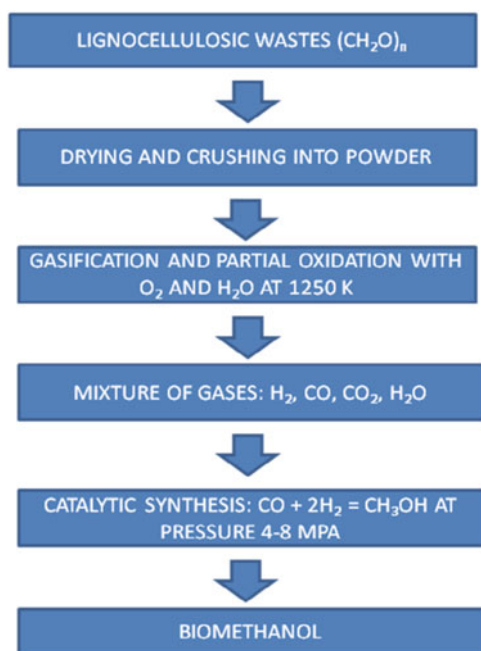 LIGNOCELLULOSIC WASTES (CH₂O)ₙ
DRYING AND CRUSHING INTO POWDER
GASIFICATION AND PARTIAL OXIDATION WITH
O₂ AND H₂O AT 1250 K
MIXTURE OF GASES: H₂, CO, CO₂, H₂O
CATALYTIC SYNTHESIS: CO + 2H₂ = CH₃OH AT
PRESSURE 4-8 MPA
BIOMETHANOL